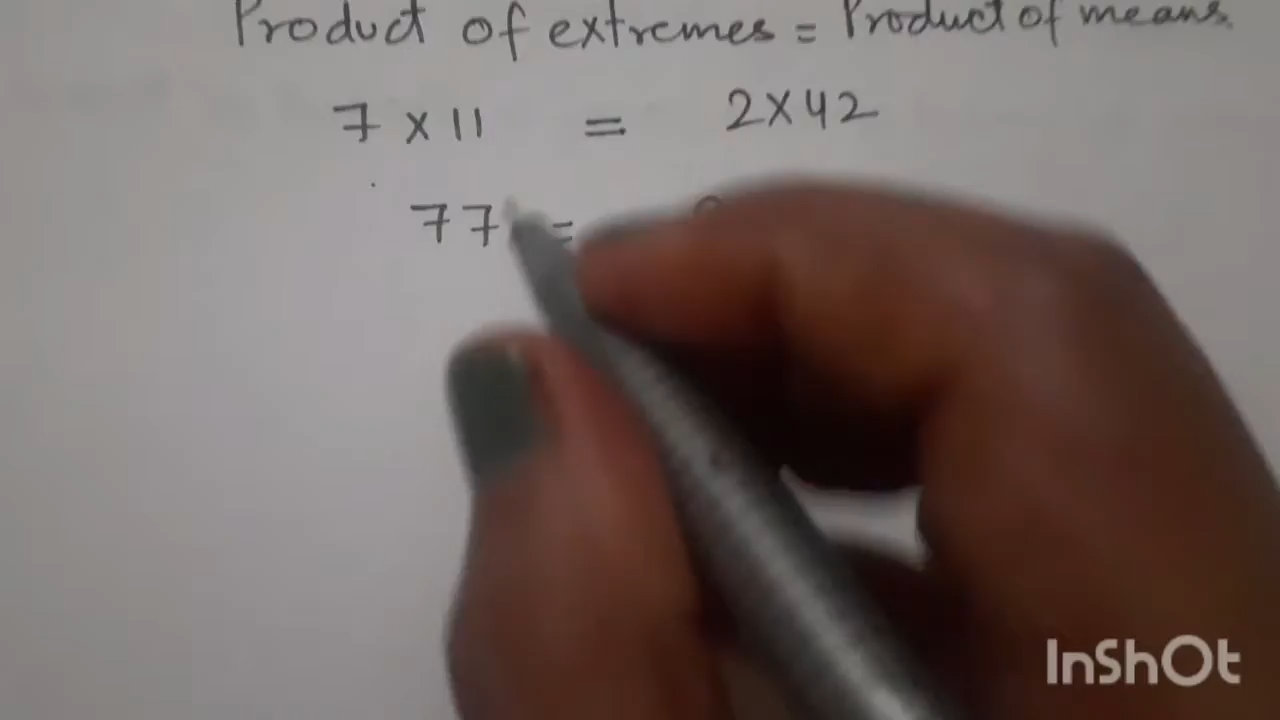 Product of extremes = Product of means.
7 x 11 = 2 x 42
77 =
InShOt